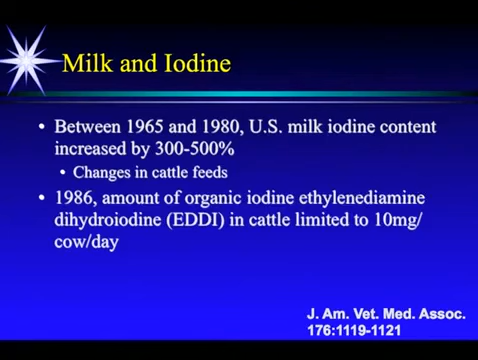 Milk and Iodine
• Between 1965 and 1980, U.S. milk iodine content
increased by 300-500%
• Changes in cattle feeds
• 1986, amount of organic iodine ethylenediamine
dihydroiodine (EDDI) in cattle limited to 10mg/
cow/day
J. Am. Vet. Med. Assoc.
176:1119-1121